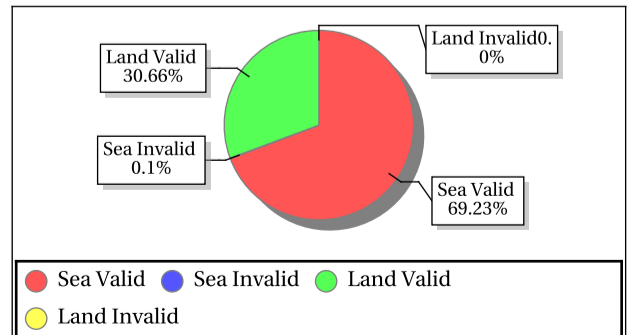 Land Valid
30.66%
Land Invalid0.
0%
Sea Invalid
0.1%
Sea Valid
69.23%
Sea Valid Sea Invalid Land Valid
Land Invalid